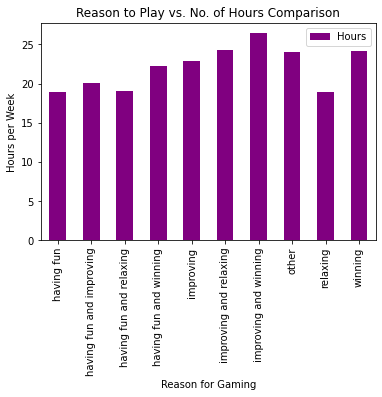 Reason to Play vs. No. of Hours Comparison
Hours
Hours per Week
25
20
15
10
5
0
having fun
having fun and improving
having fun and relaxing
having fun and winning
improving
improving and relaxing
improving and winning
other
relaxing
winning
Reason for Gaming